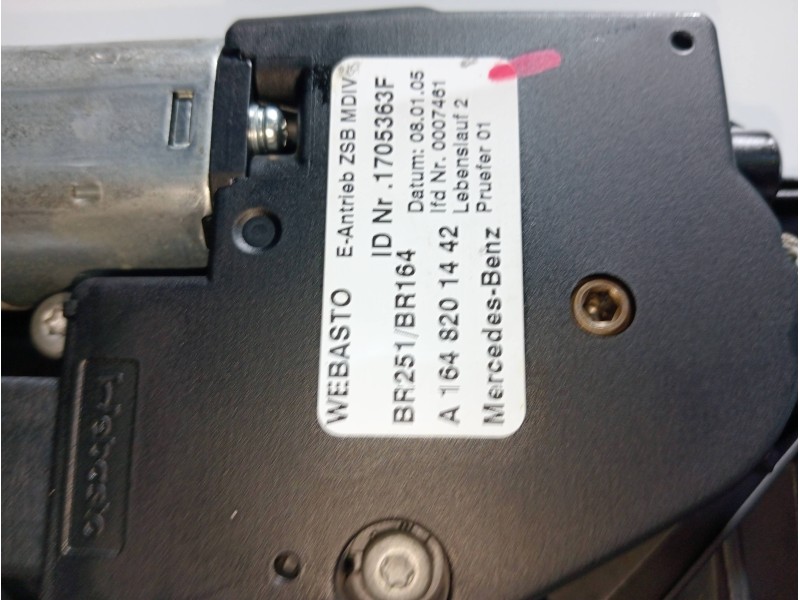 WEBASTO E-Antrieb ZSB MDIV
ID Nr .1705363F
BR251/BR164 Datum: 08.01.05
lfd Nr. 0007461
A 164 820 14 42 Lebenslauf 2
Mercedes-Benz Pruefer 01
Webasto